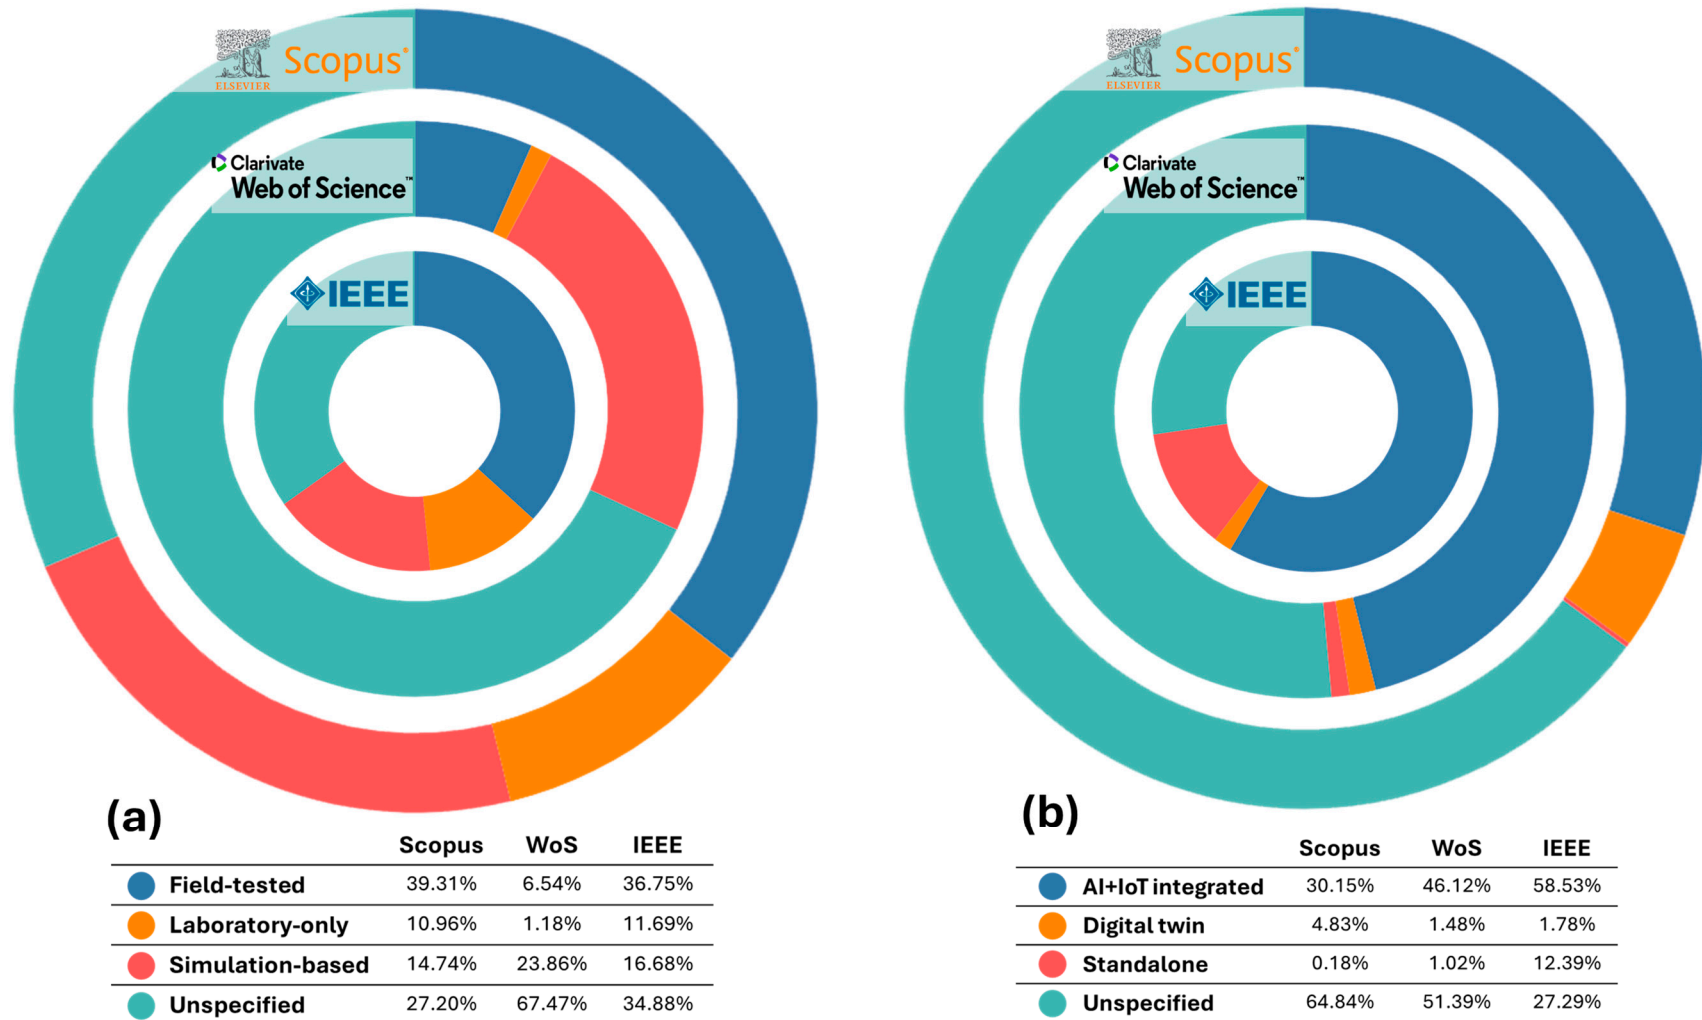 Scopus®
ELSEVIER
Clarivate
Web of Science™
IEEE
(a)
Scopus WoS IEEE
Field-tested 39.31% 6.54% 36.75%
Laboratory-only 10.96% 1.18% 11.69%
Simulation-based 14.74% 23.86% 16.68%
Unspecified 27.20% 67.47% 34.88%
Scopus®
ELSEVIER
Clarivate
Web of Science™
IEEE
(b)
Scopus WoS IEEE
AI+IoT integrated 30.15% 46.12% 58.53%
Digital twin 4.83% 1.48% 1.78%
Standalone 0.18% 1.02% 12.39%
Unspecified 64.84% 51.39% 27.29%